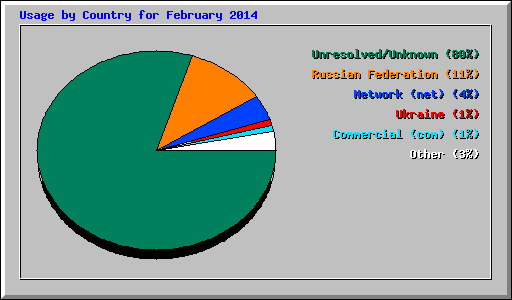 Usage by Country for February 2014
Unresolved/Unknown (80%)
Russian Federation (11%)
Network (net) (4%)
Ukraine (1%)
Commercial (com) (1%)
Other (3%)